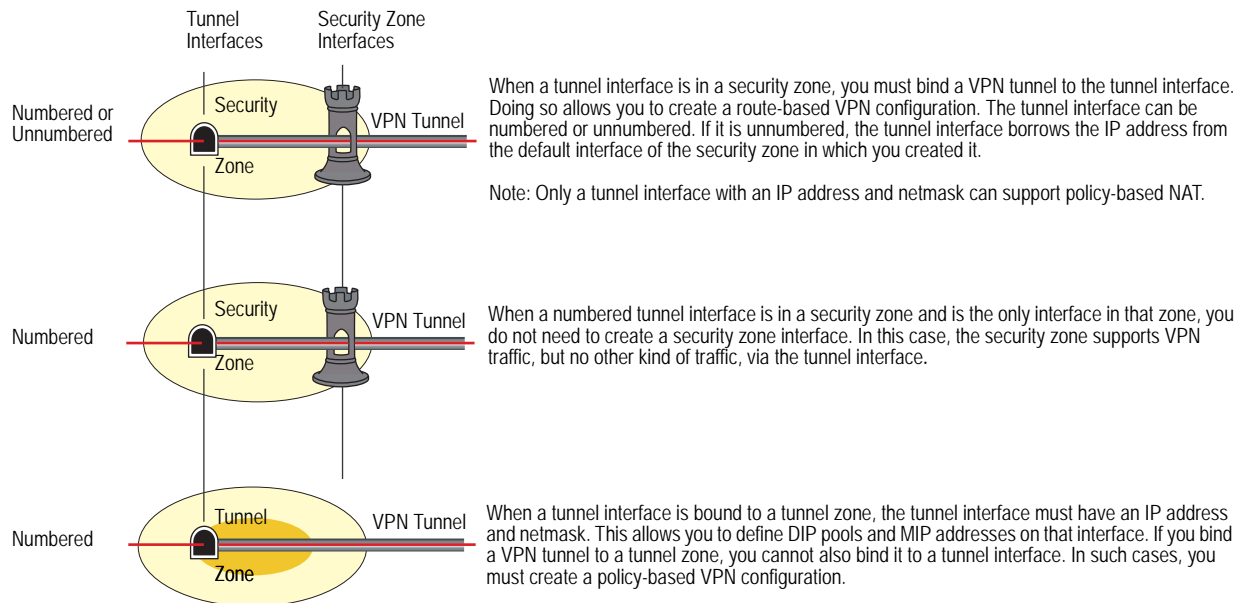 Tunnel
Interfaces
Security Zone
Interfaces
Numbered or
Unnumbered
Security
Zone
VPN Tunnel
When a tunnel interface is in a security zone, you must bind a VPN tunnel to the tunnel interface.
Doing so allows you to create a route-based VPN configuration. The tunnel interface can be
numbered or unnumbered. If it is unnumbered, the tunnel interface borrows the IP address from
the default interface of the security zone in which you created it.
Note: Only a tunnel interface with an IP address and netmask can support policy-based NAT.
Numbered
Security
Zone
VPN Tunnel
When a numbered tunnel interface is in a security zone and is the only interface in that zone, you
do not need to create a security zone interface. In this case, the security zone supports VPN
traffic, but no other kind of traffic, via the tunnel interface.
Numbered
Tunnel
Zone
VPN Tunnel
When a tunnel interface is bound to a tunnel zone, the tunnel interface must have an IP address
and netmask. This allows you to define DIP pools and MIP addresses on that interface. If you bind
a VPN tunnel to a tunnel zone, you cannot also bind it to a tunnel interface. In such cases, you
must create a policy-based VPN configuration.